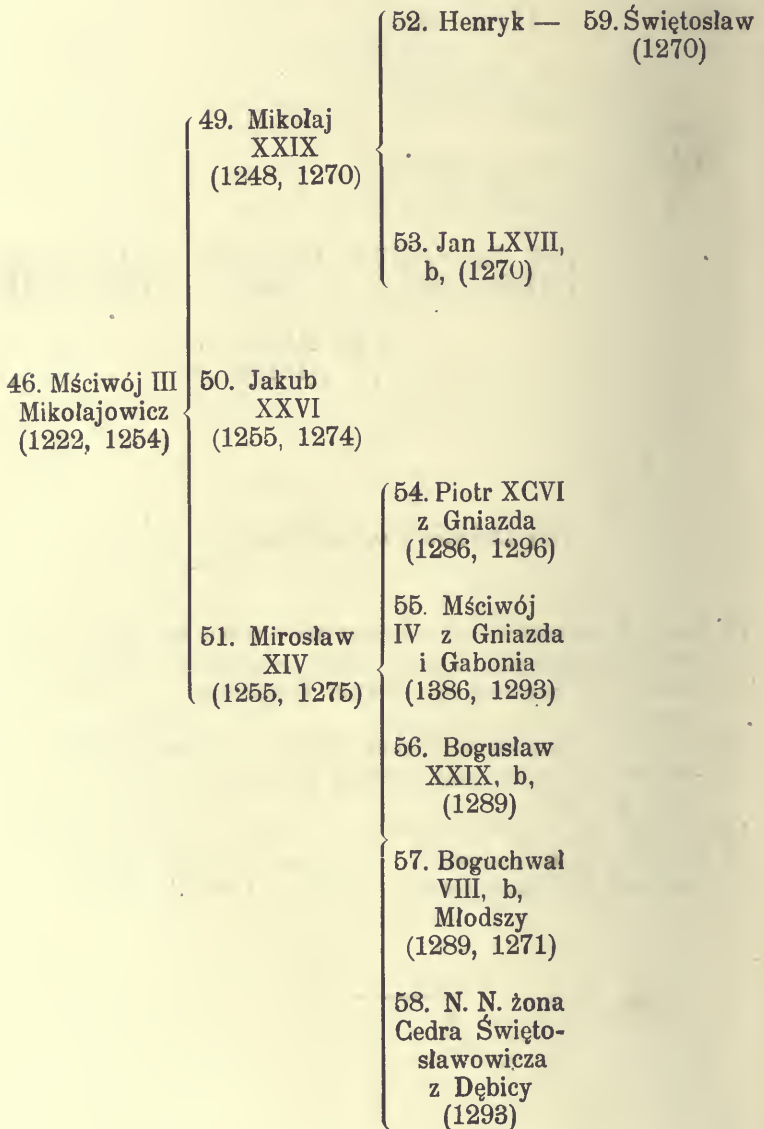 52. Henryk — 59. Świętosław
(1270)
49. Mikołaj
XXIX
(1248, 1270)
53. Jan LXVII,
b, (1270)
46. Mściwój III
Mikołajowicz
(1222, 1254)
50. Jakub
XXVI
(1255, 1274)
54. Piotr XCVI
z Gniazda
(1286, 1296)
51. Mirosław
XIV
(1255, 1275)
55. Mściwój
IV z Gniazda
i Gabonia
(1386, 1293)
56. Bogusław
XXIX, b,
(1289)
57. Boguchwał
VIII, b,
Młodszy
(1289, 1271)
58. N. N. żona
Cedra Święto-
sławowicza
z Dębicy
(1293)